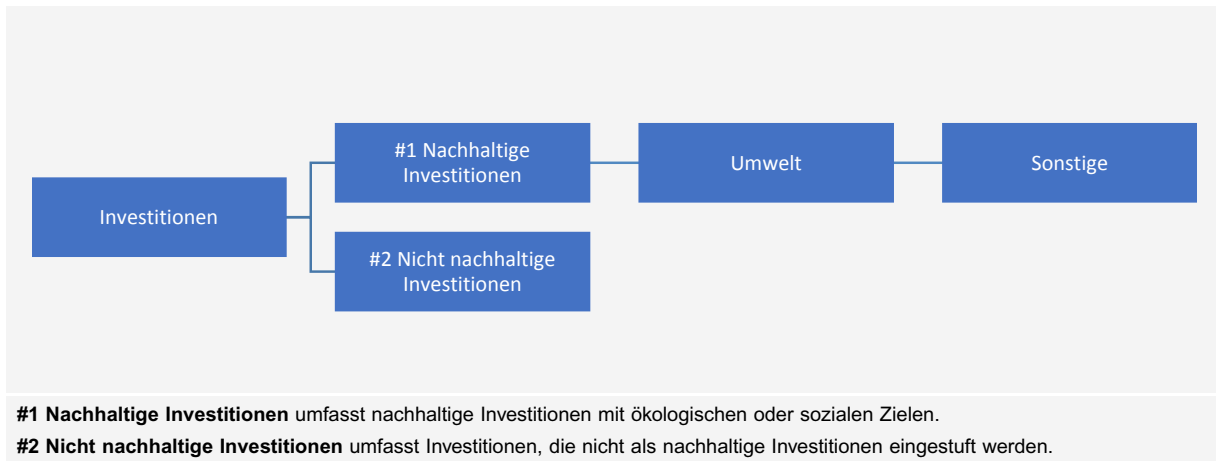 #1 Nachhaltige
Investitionen
Umwelt
Sonstige
Investitionen
#2 Nicht nachhaltige
Investitionen
#1 Nachhaltige Investitionen umfasst nachhaltige Investitionen mit ökologischen oder sozialen Zielen.
#2 Nicht nachhaltige Investitionen umfasst Investitionen, die nicht als nachhaltige Investitionen eingestuft werden.